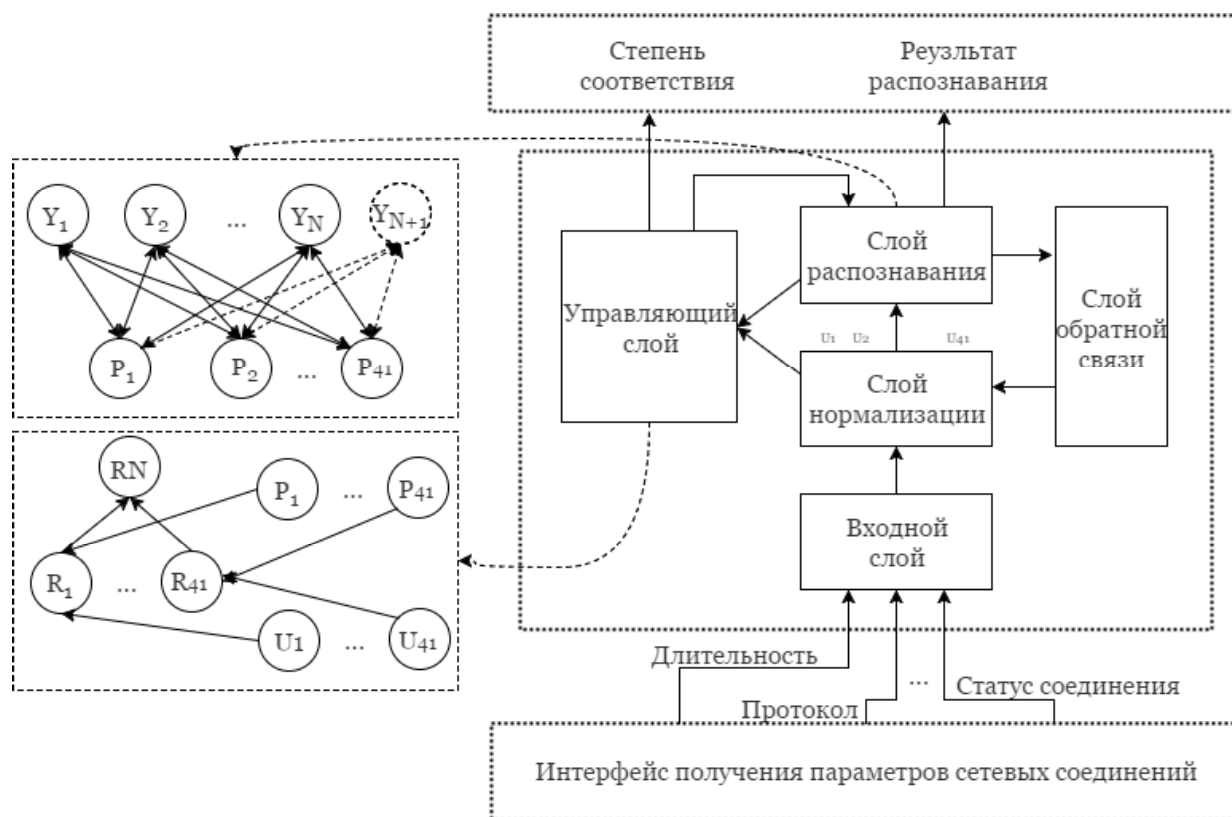 Степень
соответствия
Реузльтат
распознавания
Y1
Y2
...
YN
YN+1
P1
P2
...
P41
RN
P1
...
P41
R1
...
R41
U1
...
U41
Управляющий
слой
Слой
распознавания
Слой
обратной
связи
U1 U2 U41
Слой
нормализации
Входной
слой
Длительность
Протокол
...
Статус соединения
Интерфейс получения параметров сетевых соединений